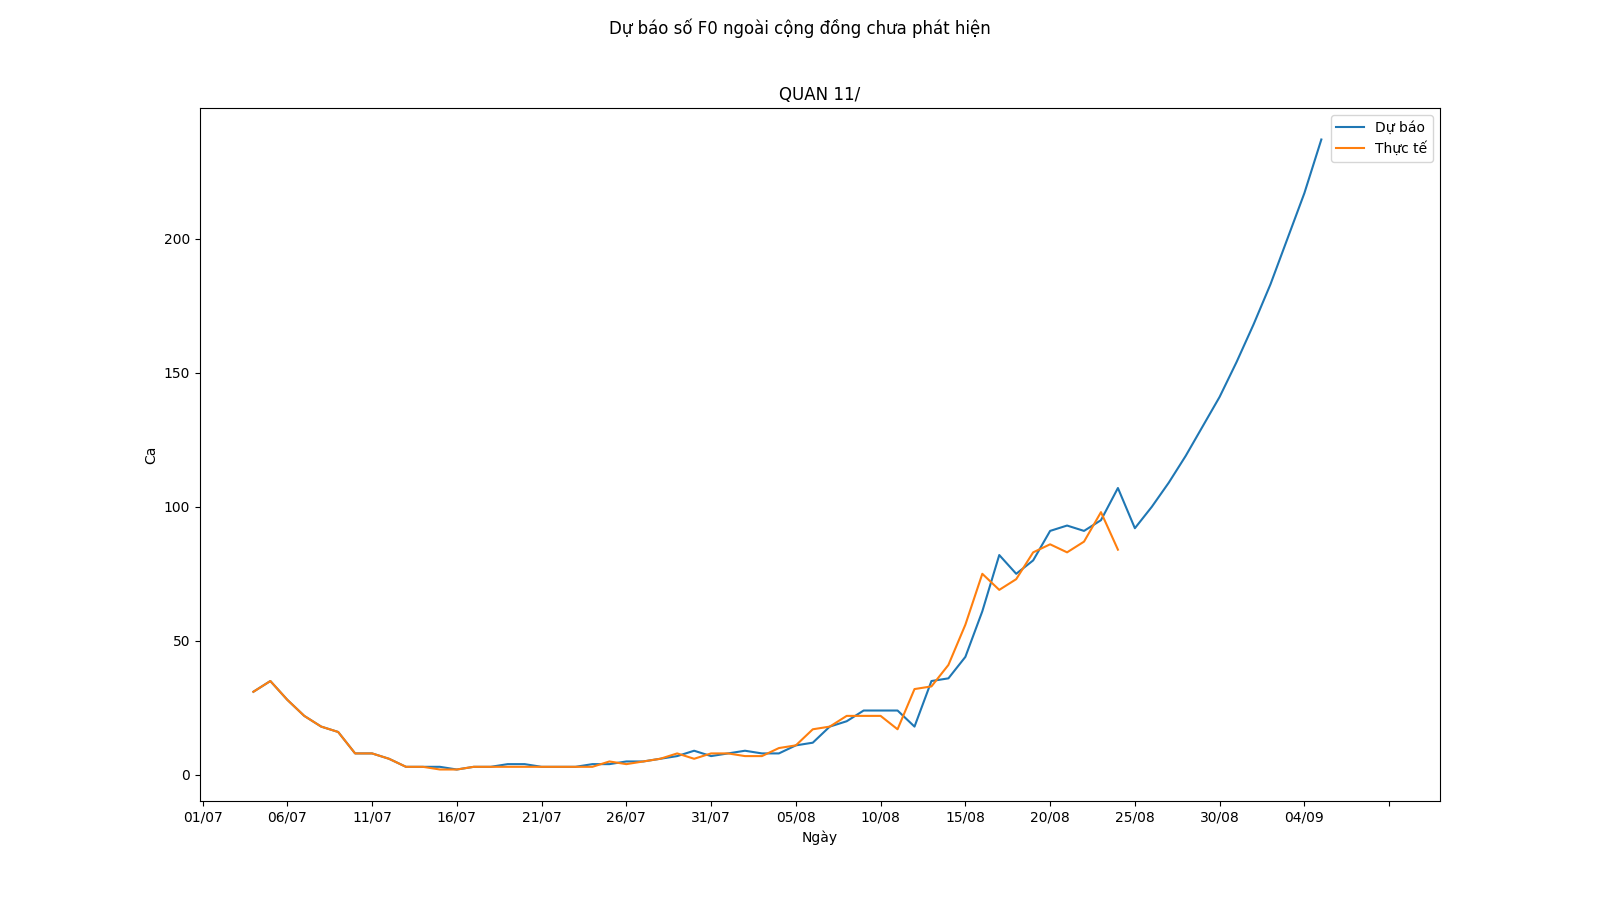 Dự báo số F0 ngoài cộng đồng chưa phát hiện
QUAN 11/
Dự báo
Thực tế
200
150
100
50
0
Ca
01/07 06/07 11/07 16/07 21/07 26/07 31/07 05/08 10/08 15/08 20/08 25/08 30/08 04/09
Ngày